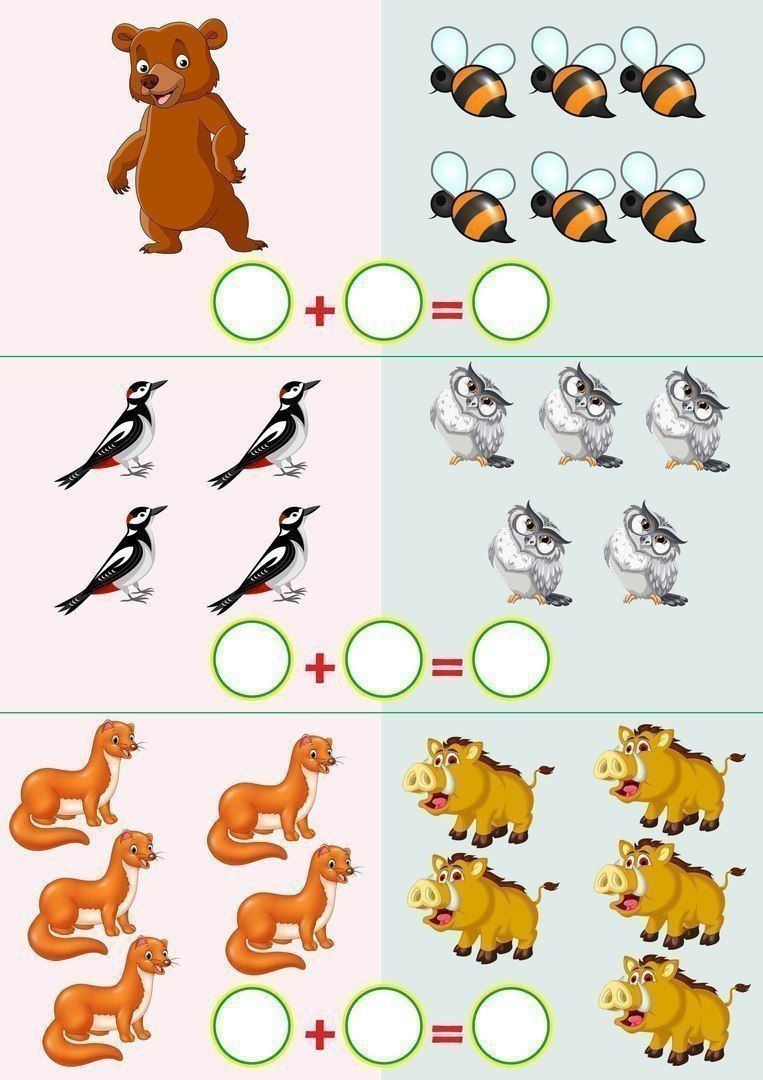 + =
+ =
+ =